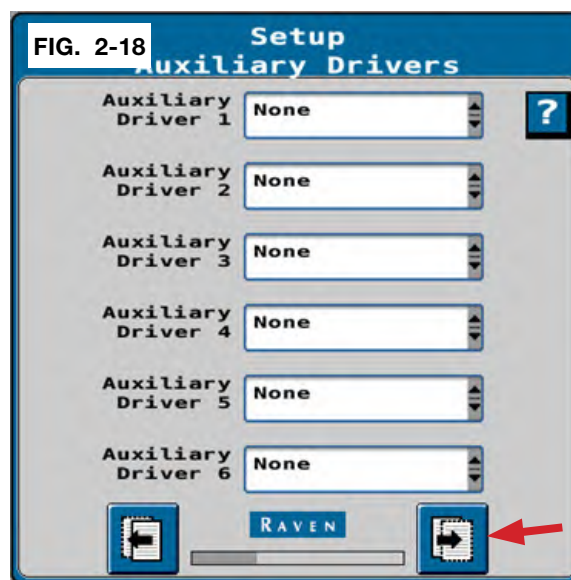 FIG. 2-18
Setup
Auxiliary Drivers
Auxiliary
Driver 1
None
?
Auxiliary
Driver 2
None
Auxiliary
Driver 3
None
Auxiliary
Driver 4
None
Auxiliary
Driver 5
None
Auxiliary
Driver 6
None
RAVEN